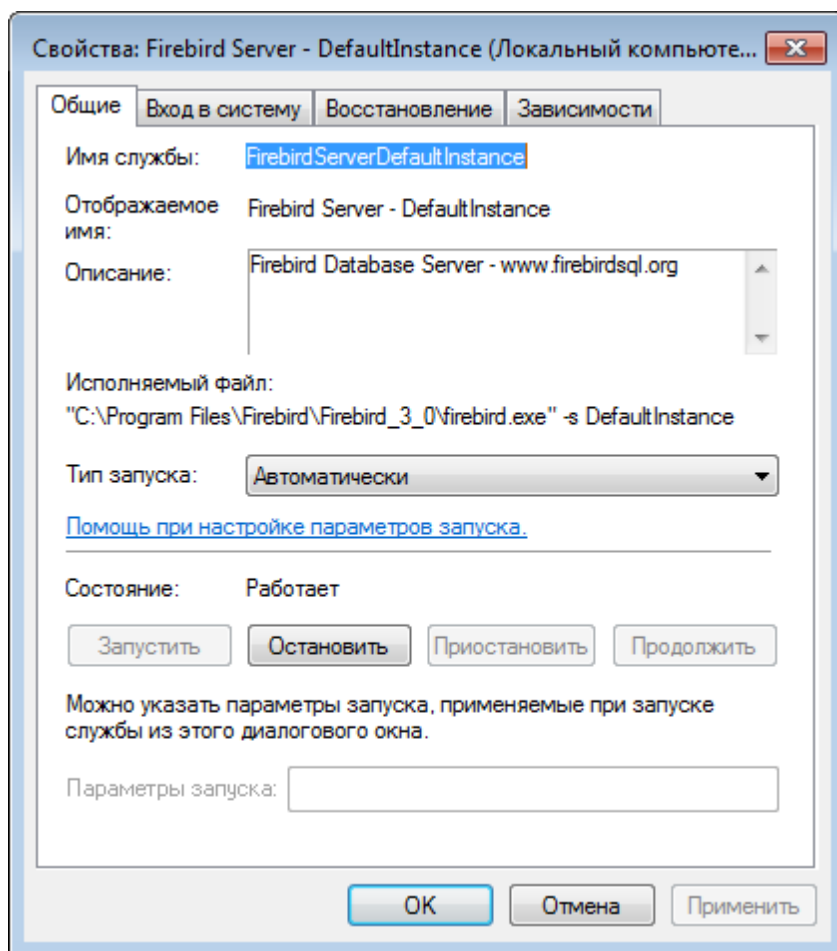 Свойства: Firebird Server - DefaultInstance (Локальный компьюте...
Общие
Вход в систему
Восстановление
Зависимости
Имя службы:
FirebirdServerDefaultInstance
Отображаемое
имя:
Firebird Server - DefaultInstance
Описание:
Firebird Database Server - www.firebirdsql.org
Исполняемый файл:
"C:\Program Files\Firebird\Firebird_3_0\firebird.exe" -s DefaultInstance
Тип запуска:
Автоматически
Помощь при настройке параметров запуска.
Состояние:
Работает
Запустить
Остановить
Приостановить
Продолжить
Можно указать параметры запуска, применяемые при запуске
службы из этого диалогового окна.
Параметры запуска:
OK
Отмена
Применить